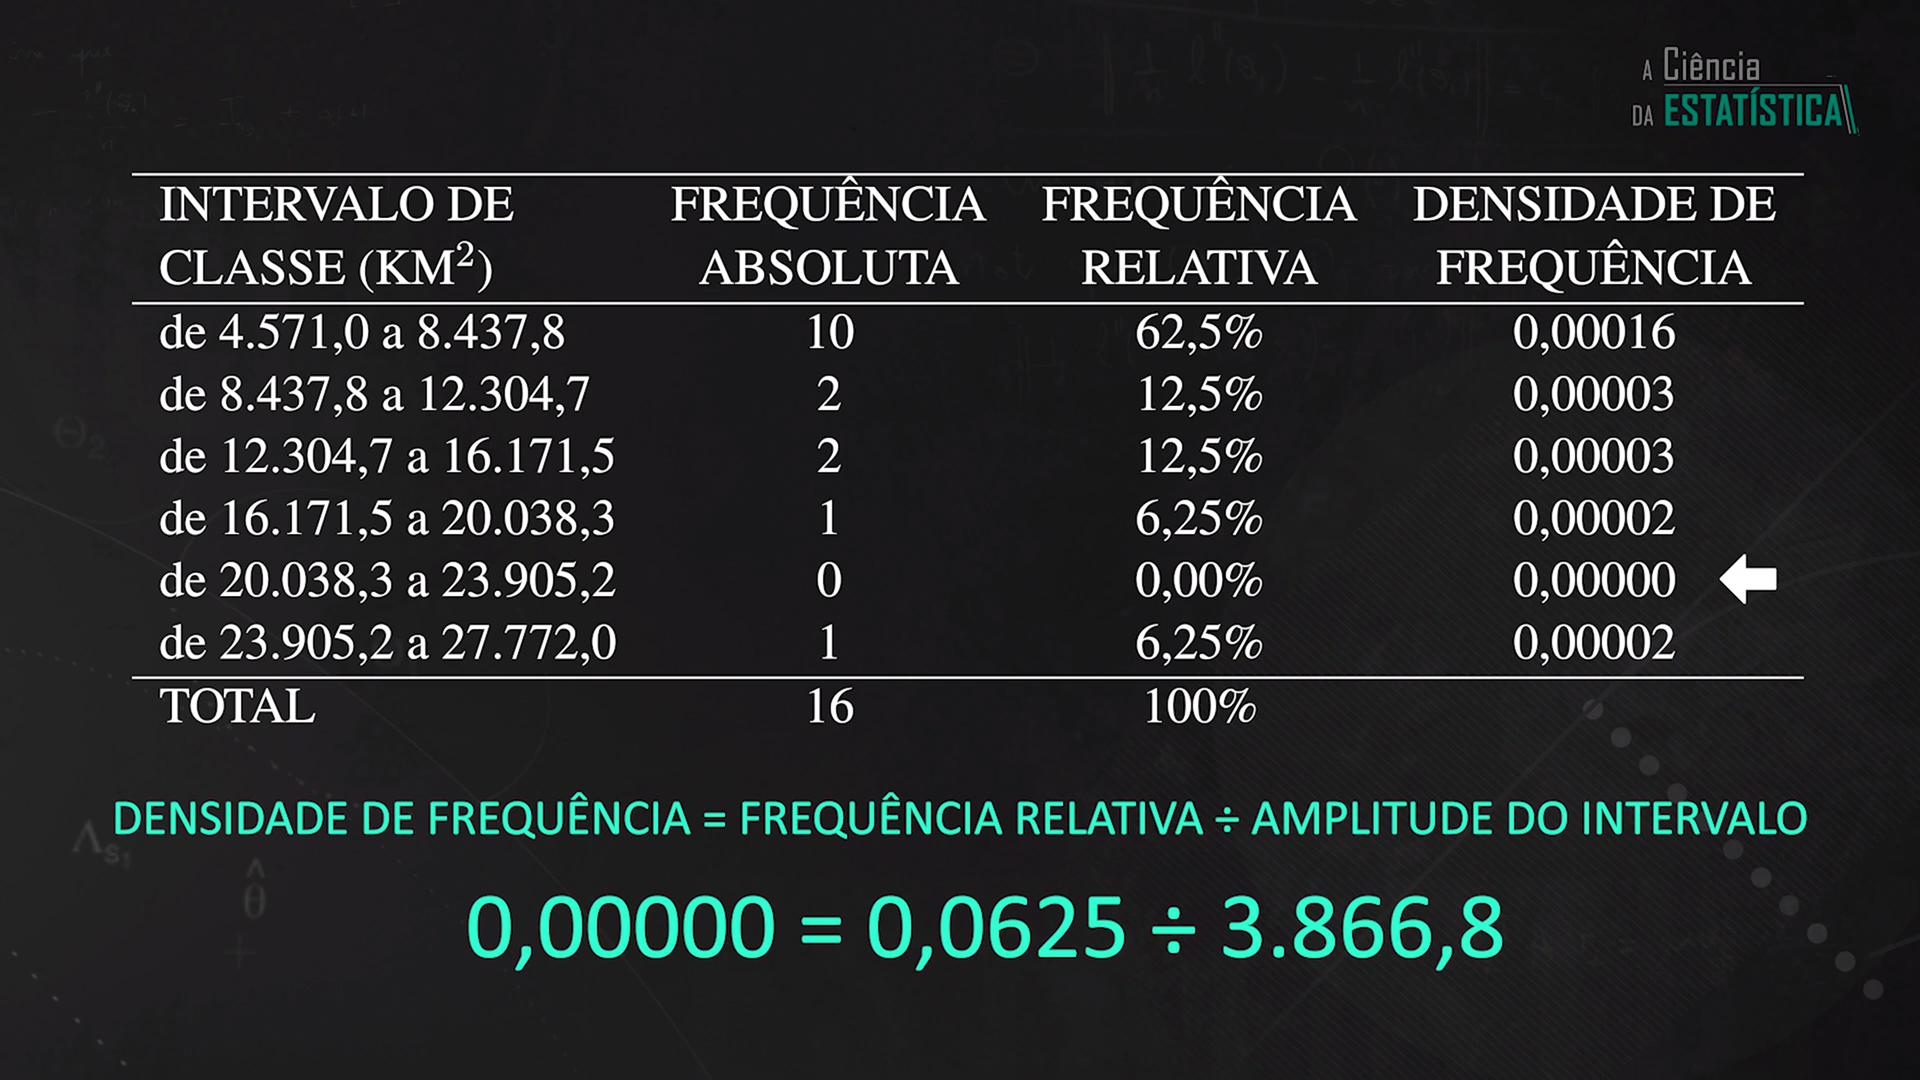 A Ciência
DA ESTATÍSTICA
INTERVALO DE CLASSE (KM²) FREQUÊNCIA ABSOLUTA FREQUÊNCIA RELATIVA DENSIDADE DE FREQUÊNCIA
de 4.571,0 a 8.437,8 10 62,5% 0,00016
de 8.437,8 a 12.304,7 2 12,5% 0,00003
de 12.304,7 a 16.171,5 2 12,5% 0,00003
de 16.171,5 a 20.038,3 1 6,25% 0,00002
de 20.038,3 a 23.905,2 0 0,00% 0,00000
de 23.905,2 a 27.772,0 1 6,25% 0,00002
TOTAL 16 100%
DENSIDADE DE FREQUÊNCIA = FREQUÊNCIA RELATIVA ÷ AMPLITUDE DO INTERVALO
0,00000 = 0,0625 ÷ 3.866,8